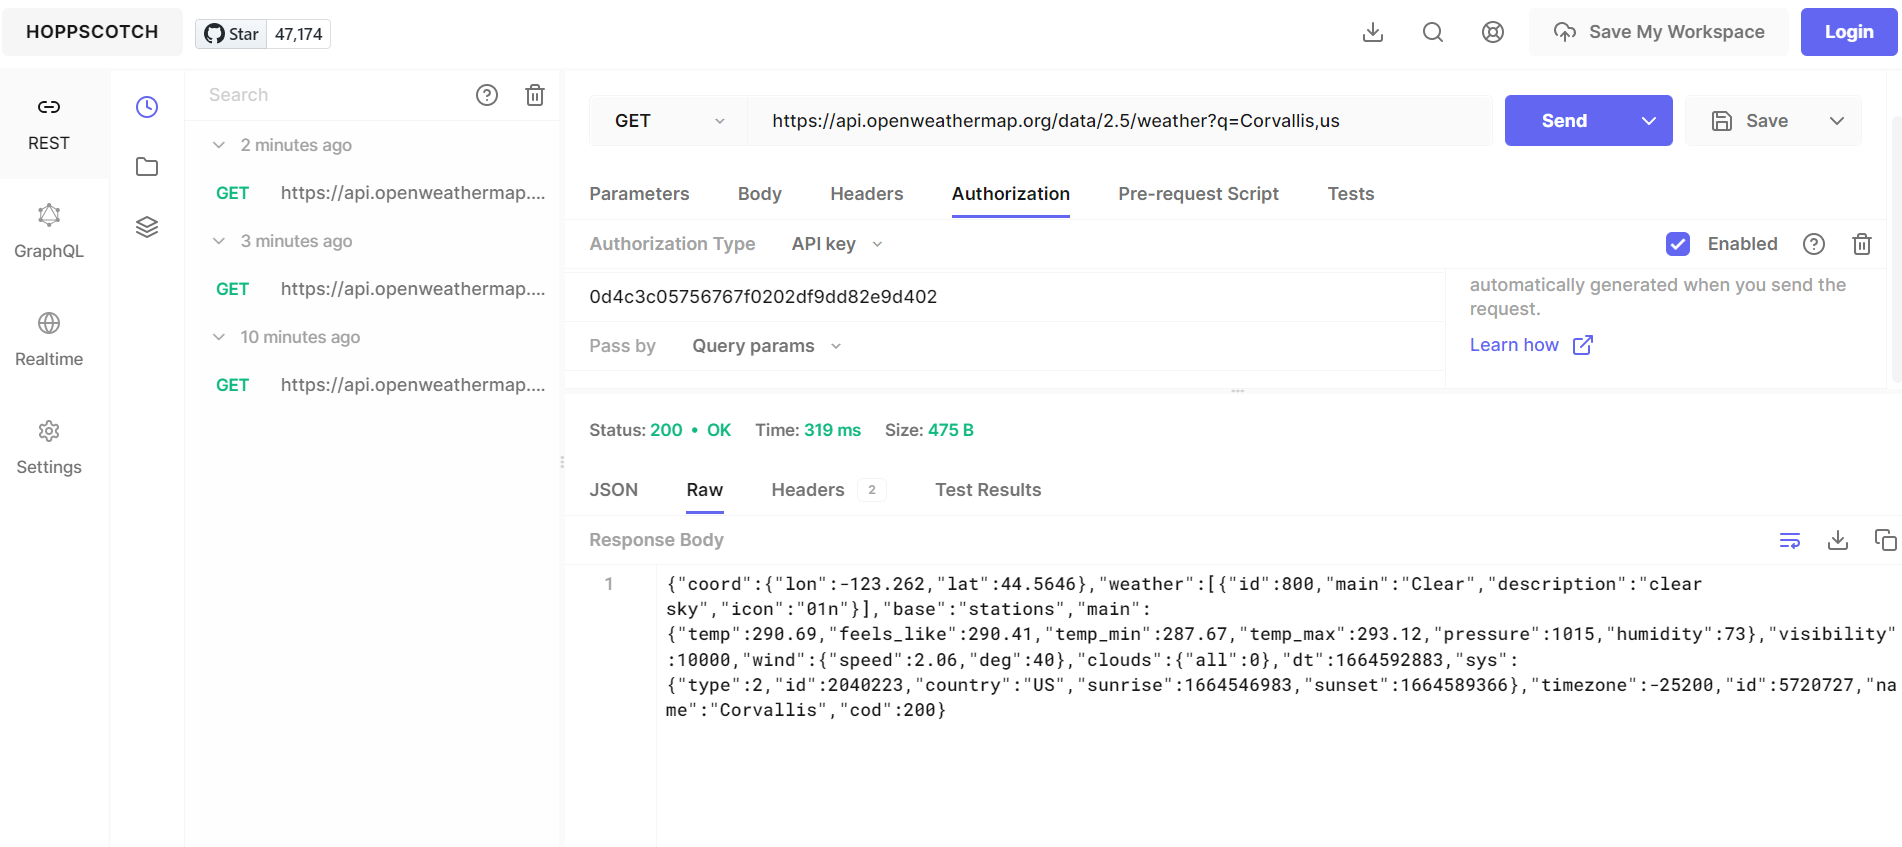 HOPPSCOTCH
Star 47,174
Save My Workspace
Login
REST
GraphQL
Realtime
Settings
Search
2 minutes ago
GET https://api.openweathermap....
3 minutes ago
GET https://api.openweathermap....
10 minutes ago
GET https://api.openweathermap....
GET https://api.openweathermap.org/data/2.5/weather?q=Corvallis,us
Send
Save
Parameters Body Headers Authorization Pre-request Script Tests
Authorization Type API key
Enabled
0d4c3c05756767f0202df9dd82e9d402
Pass by Query params
automatically generated when you send the
request.
Learn how
Status: 200 • OK Time: 319 ms Size: 475 B
JSON Raw Headers 2 Test Results
Response Body
1
{"coord":{"lon":-123.262,"lat":44.5646},"weather":[{"id":800,"main":"Clear","description":"clear
sky","icon":"01n"}],"base":"stations","main":
{"temp":290.69,"feels_like":290.41,"temp_min":287.67,"temp_max":293.12,"pressure":1015,"humidity":73},"visibility"
:10000,"wind":{"speed":2.06,"deg":40},"clouds":{"all":0},"dt":1664592883,"sys":
{"type":2,"id":2040223,"country":"US","sunrise":1664546983,"sunset":1664589366},"timezone":-25200,"id":5720727,"na
me":"Corvallis","cod":200}